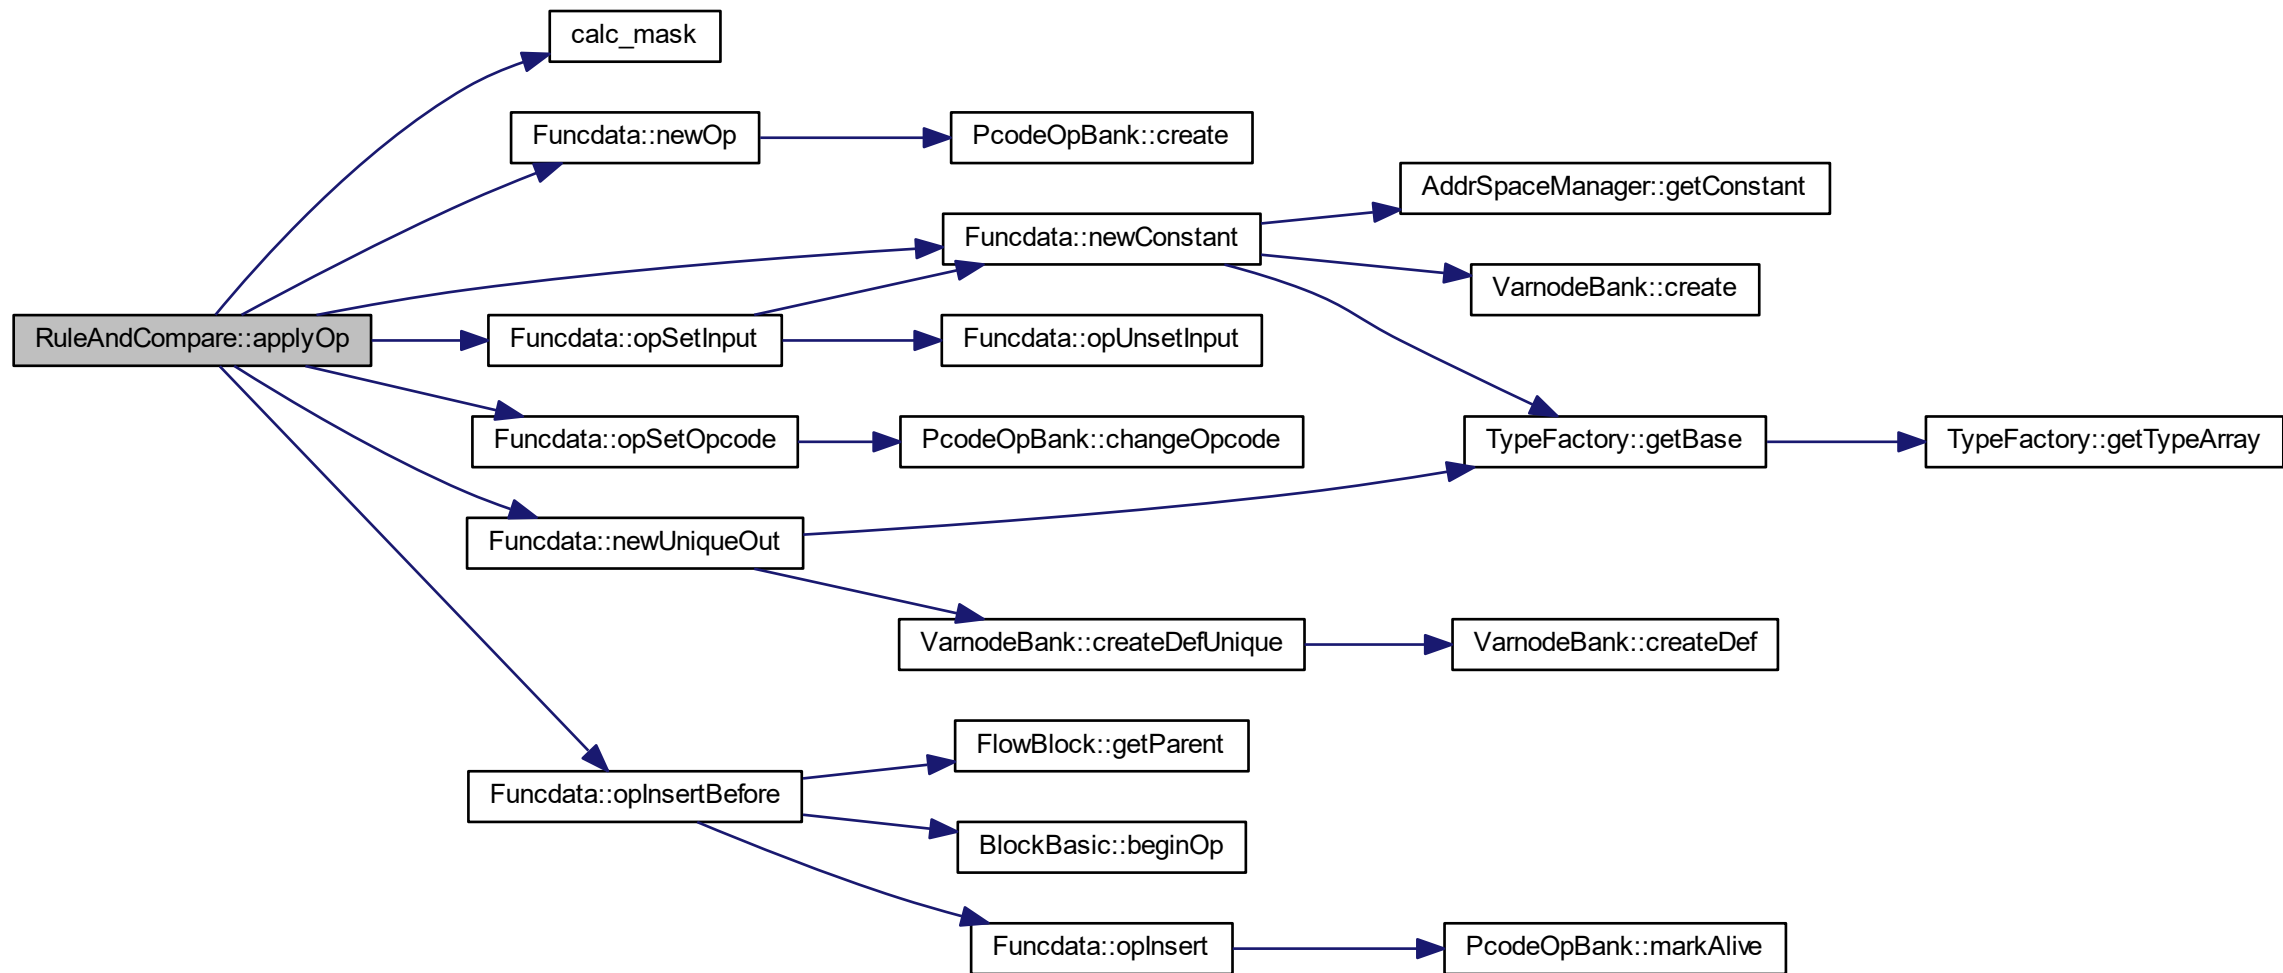 calc_mask
Funcdata::newOp
PcodeOpBank::create
AddrSpaceManager::getConstant
Funcdata::newConstant
VarnodeBank::create
RuleAndCompare::applyOp
Funcdata::opSetInput
Funcdata::opUnsetInput
Funcdata::opSetOpcode
PcodeOpBank::changeOpcode
TypeFactory::getBase
TypeFactory::getTypeArray
Funcdata::newUniqueOut
VarnodeBank::createDefUnique
VarnodeBank::createDef
FlowBlock::getParent
Funcdata::opInsertBefore
BlockBasic::beginOp
Funcdata::opInsert
PcodeOpBank::markAlive